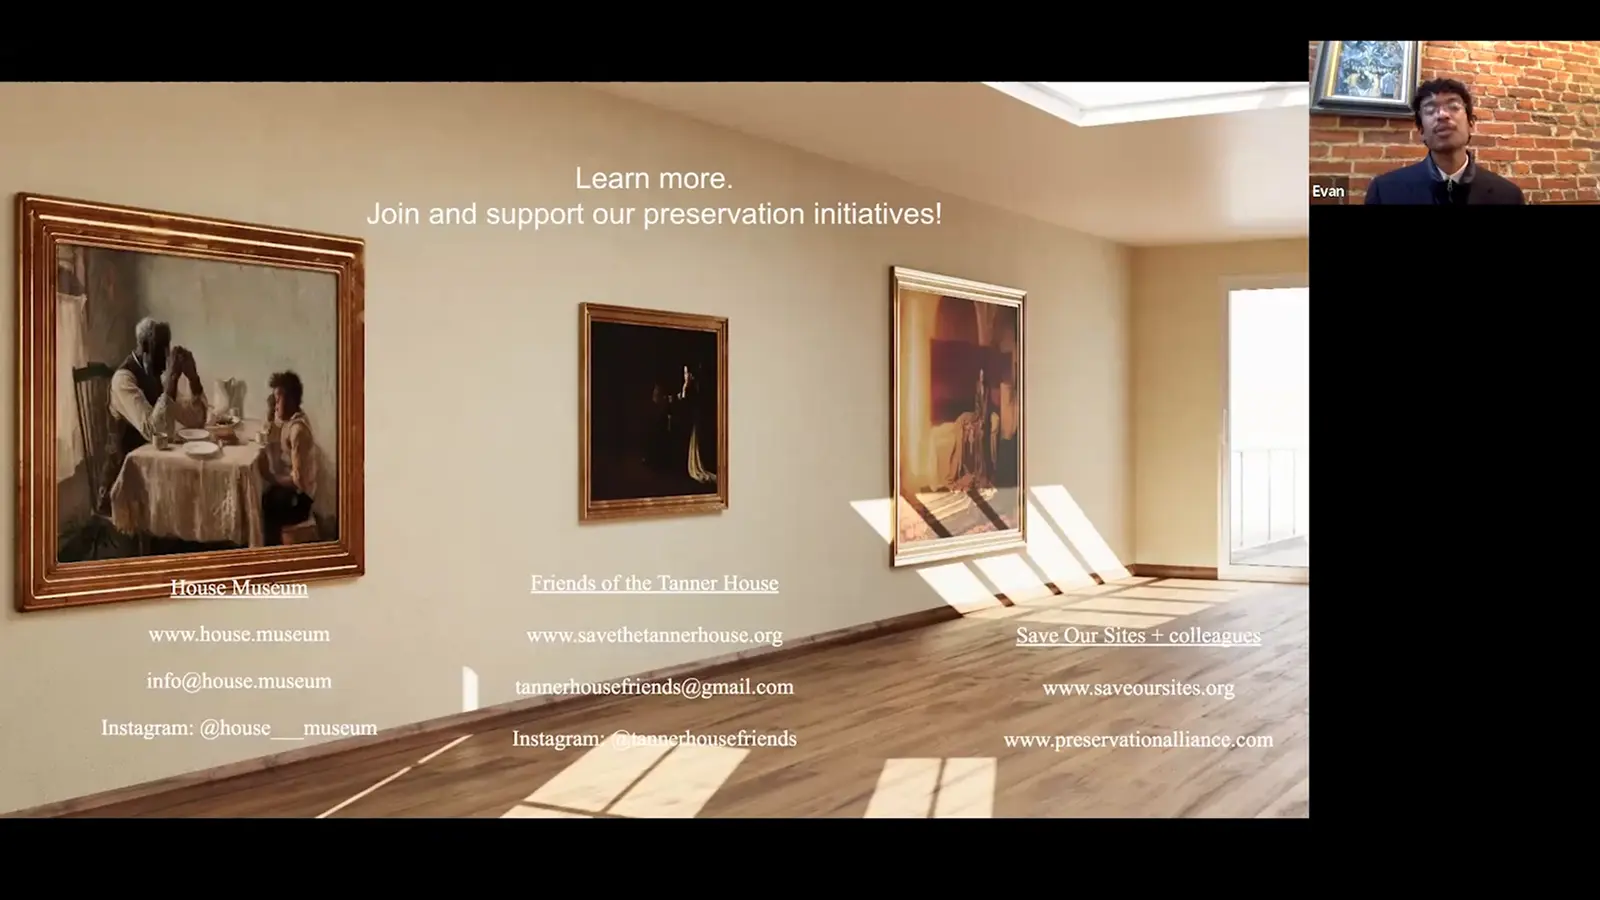 Learn more.
Join and support our preservation initiatives!
House Museum
www.house.museum
info@house.museum
Instagram: @house___museum
Friends of the Tanner House
www.savethetannerhouse.org
tannerhousefriends@gmail.com
Instagram: @tannerhousefriends
Save Our Sites + colleagues
www.saveoursites.org
www.preservationalliance.com
Evan